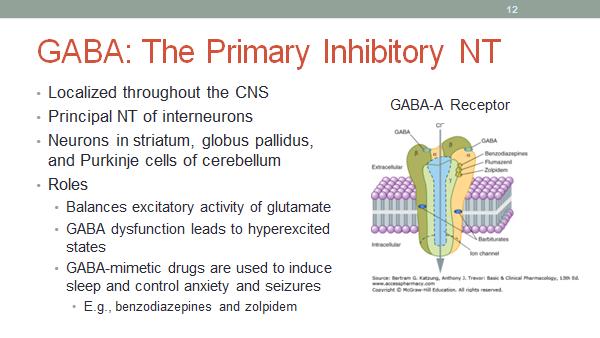 12
GABA: The Primary Inhibitory NT
• Localized throughout the CNS
• Principal NT of interneurons
• Neurons in striatum, globus pallidus,
and Purkinje cells of cerebellum
• Roles
• Balances excitatory activity of glutamate
• GABA dysfunction leads to hyperexcited
states
• GABA-mimetic drugs are used to induce
sleep and control anxiety and seizures
• E.g., benzodiazepines and zolpidem
GABA-A Receptor
Cl⁻
GABA
GABA
β
β
α
α
γ
Benzodiazepines
Flumazenil
Zolpidem
Extracellular
Intracellular
Barbiturates
Ion channel
Source: Bertram G. Katzung, Anthony J. Trevor: Basic & Clinical Pharmacology, 13th Ed.
www.accesspharmacy.com
Copyright © McGraw-Hill Education. All rights reserved.